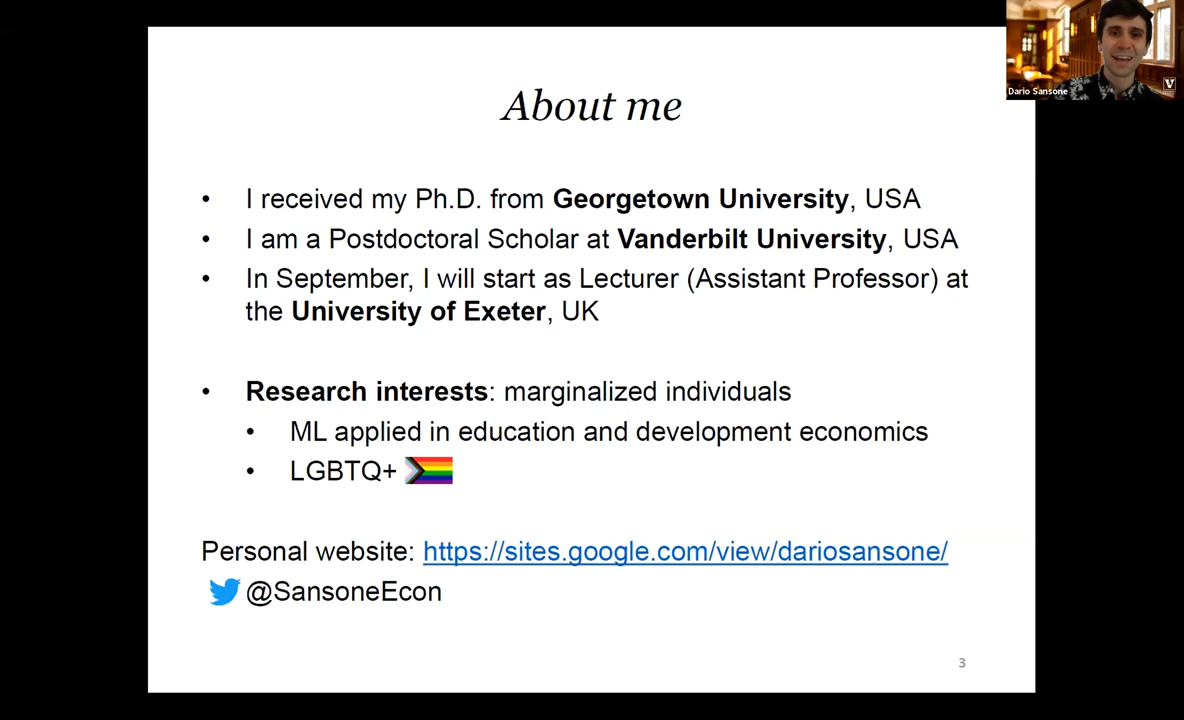 Dario Sansone
V
About me
• I received my Ph.D. from Georgetown University, USA
• I am a Postdoctoral Scholar at Vanderbilt University, USA
• In September, I will start as Lecturer (Assistant Professor) at
the University of Exeter, UK
• Research interests: marginalized individuals
• ML applied in education and development economics
• LGBTQ+
Personal website: https://sites.google.com/view/dariosansone/
@SansoneEcon
3